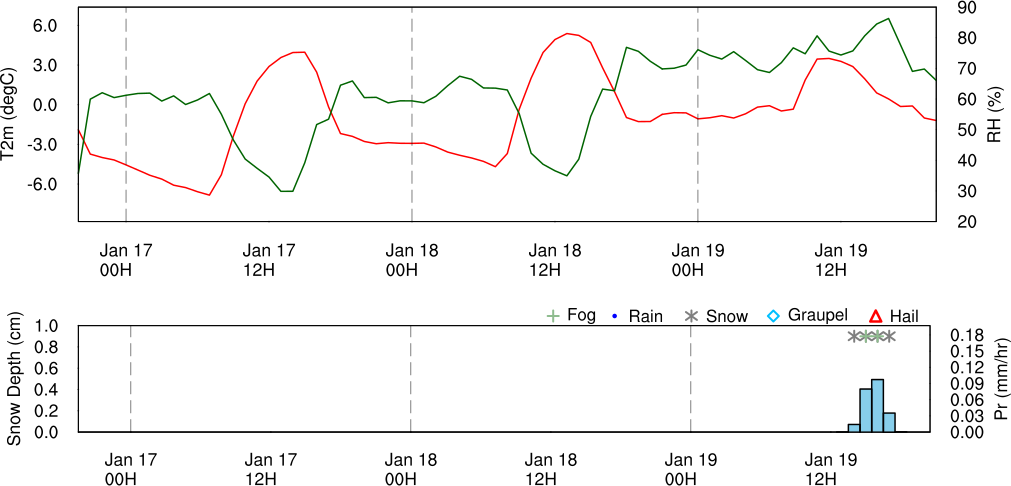 90
6.0
80
3.0
70
0.0
60
50
-3.0
40
-6.0
30
20
T2m (degC)
RH (%)
Jan 17 Jan 17 Jan 18 Jan 18 Jan 19 Jan 19
00H 12H 00H 12H 00H 12H
Fog Rain Snow Graupel Hail
1.0
0.18
0.8
0.15
0.6
0.12
0.09
0.4
0.06
0.2
0.03
0.0
0.00
Snow Depth (cm)
Pr (mm/hr)
Jan 17 Jan 17 Jan 18 Jan 18 Jan 19 Jan 19
00H 12H 00H 12H 00H 12H